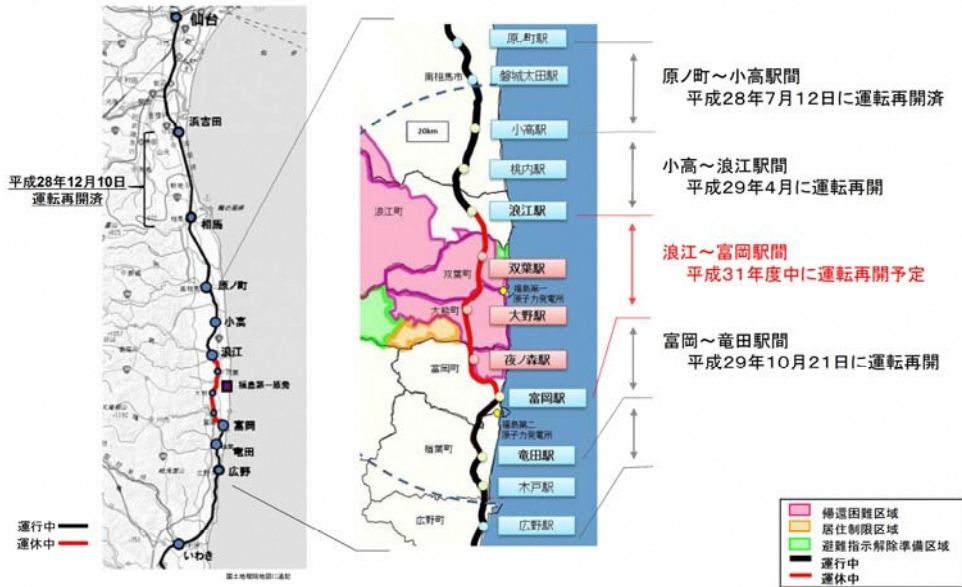 仙台
浜吉田
平成28年12月10日
運転再開済
相馬
原ノ町
小高
浪江
福島第一原発
富岡
竜田
広野
いわき
運行中
運休中
国土地理院地図に追記
原ノ町駅
南相馬市
磐城太田駅
20km
小高駅
桃内駅
浪江町
浪江駅
双葉町
双葉駅
福島第一
原子力発電所
大熊町
大野駅
夜ノ森駅
富岡町
富岡駅
福島第二
原子力発電所
楢葉町
竜田駅
木戸駅
広野町
広野駅
原ノ町~小高駅間
平成28年7月12日に運転再開済
小高~浪江駅間
平成29年4月に運転再開
浪江~富岡駅間
平成31年度中に運転再開予定
富岡~竜田駅間
平成29年10月21日に運転再開
帰還困難区域
居住制限区域
避難指示解除準備区域
運行中
運休中